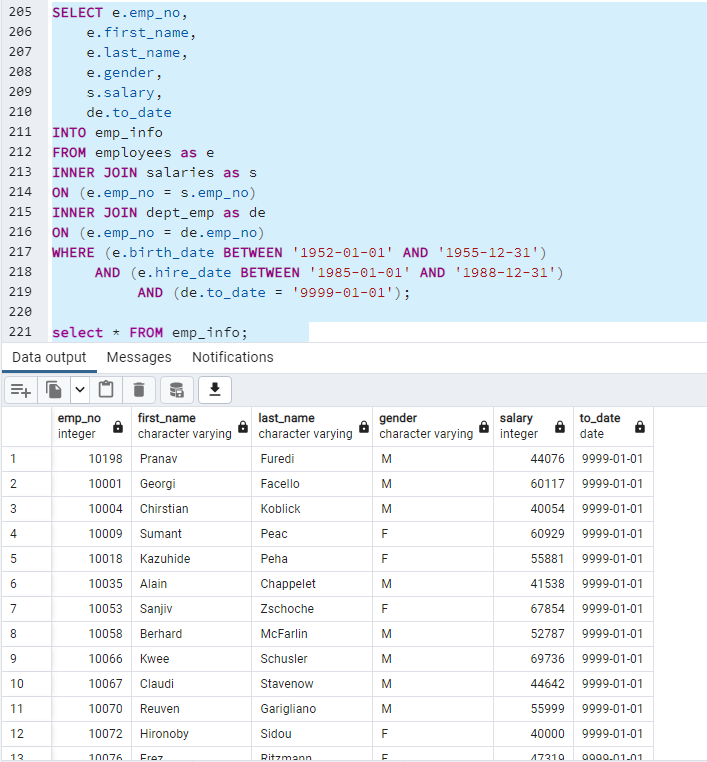 205 SELECT e.emp_no,
206 e.first_name,
207 e.last_name,
208 e.gender,
209 s.salary,
210 de.to_date
211 INTO emp_info
212 FROM employees as e
213 INNER JOIN salaries as s
214 ON (e.emp_no = s.emp_no)
215 INNER JOIN dept_emp as de
216 ON (e.emp_no = de.emp_no)
217 WHERE (e.birth_date BETWEEN '1952-01-01' AND '1955-12-31')
218 AND (e.hire_date BETWEEN '1985-01-01' AND '1988-12-31')
219 AND (de.to_date = '9999-01-01');
220
221 select * FROM emp_info;
Data output Messages Notifications
emp_no first_name last_name gender salary to_date
integer character varying character varying character varying integer date
1 10198 Pranav Furedi M 44076 9999-01-01
2 10001 Georgi Facello M 60117 9999-01-01
3 10004 Chirstian Koblick M 40054 9999-01-01
4 10009 Sumant Peac F 60929 9999-01-01
5 10018 Kazuhide Peha F 55881 9999-01-01
6 10035 Alain Chappelet M 41538 9999-01-01
7 10053 Sanjiv Zschoche F 67854 9999-01-01
8 10058 Berhard McFarlin M 52787 9999-01-01
9 10066 Kwee Schusler M 69736 9999-01-01
10 10067 Claudi Stavenow M 44642 9999-01-01
11 10070 Reuven Garigliano M 55999 9999-01-01
12 10072 Hironoby Sidou F 40000 9999-01-01
13 10076 Erez Ritzmann F 47319 9999-01-01